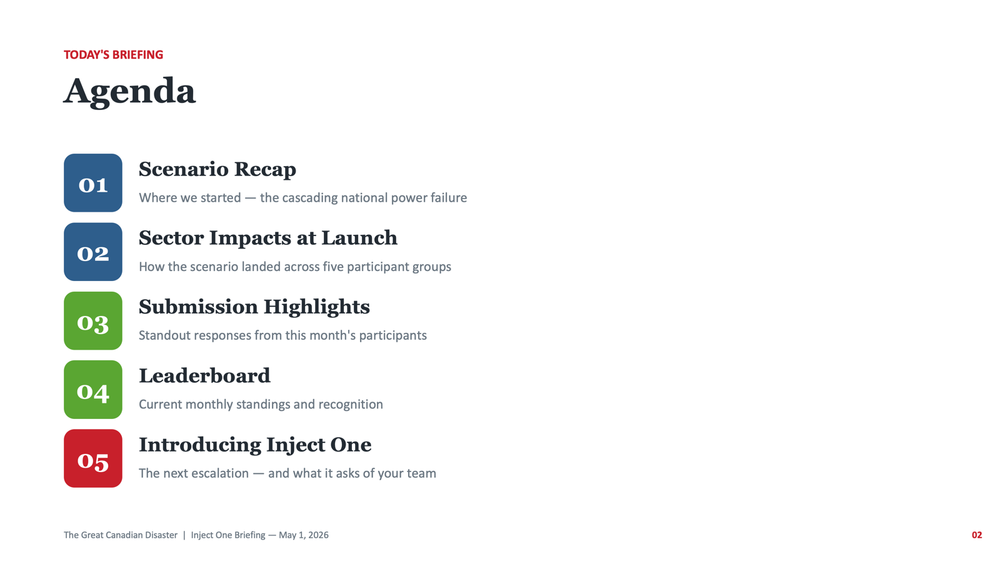 TODAY'S BRIEFING
Agenda
01
Scenario Recap
Where we started — the cascading national power failure
02
Sector Impacts at Launch
How the scenario landed across five participant groups
03
Submission Highlights
Standout responses from this month's participants
04
Leaderboard
Current monthly standings and recognition
05
Introducing Inject One
The next escalation — and what it asks of your team
The Great Canadian Disaster | Inject One Briefing — May 1, 2026
02